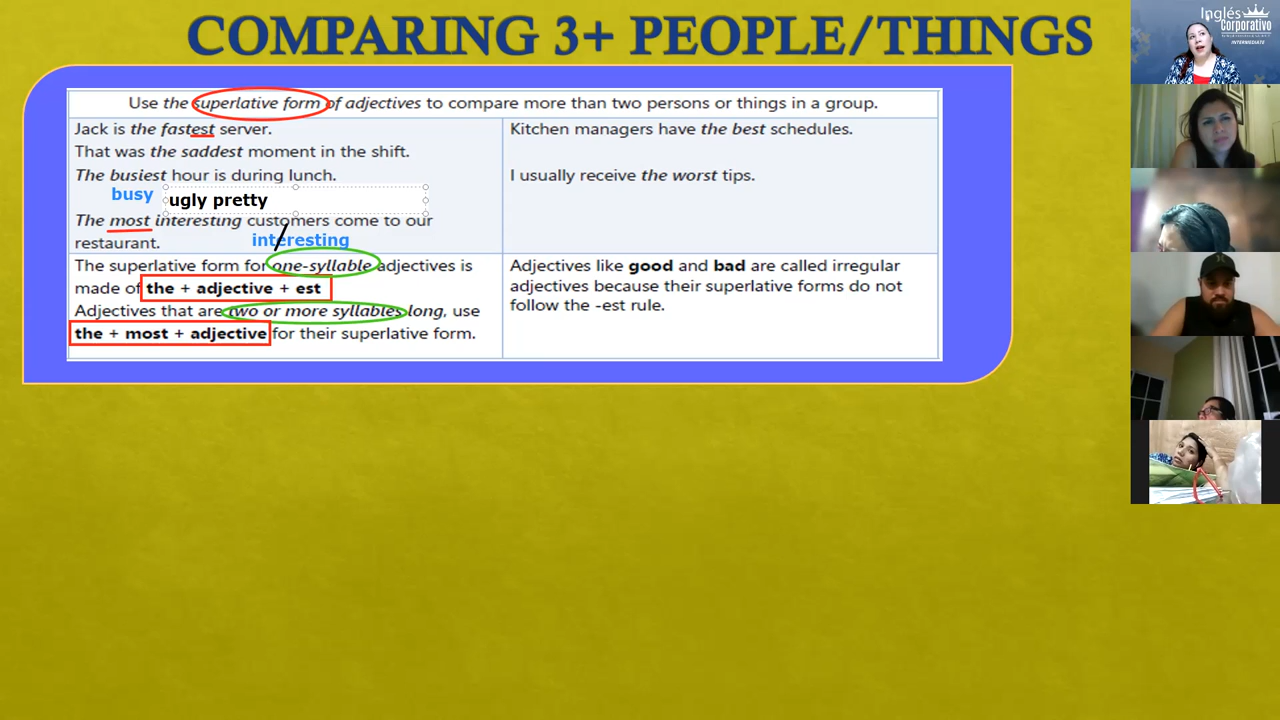 COMPARING 3+ PEOPLE/THINGS
Use the superlative form of adjectives to compare more than two persons or things in a group.
Jack is the fastest server.
That was the saddest moment in the shift.
The busiest hour is during lunch.
busy
ugly pretty
The most interesting customers come to our
restaurant.
interesting
Kitchen managers have the best schedules.
I usually receive the worst tips.
The superlative form for one-syllable adjectives is
made of the + adjective + est
Adjectives that are two or more syllables long, use
the + most + adjective for their superlative form.
Adjectives like good and bad are called irregular
adjectives because their superlative forms do not
follow the -est rule.
Inglés
Corporativo
INTERMEDIATE